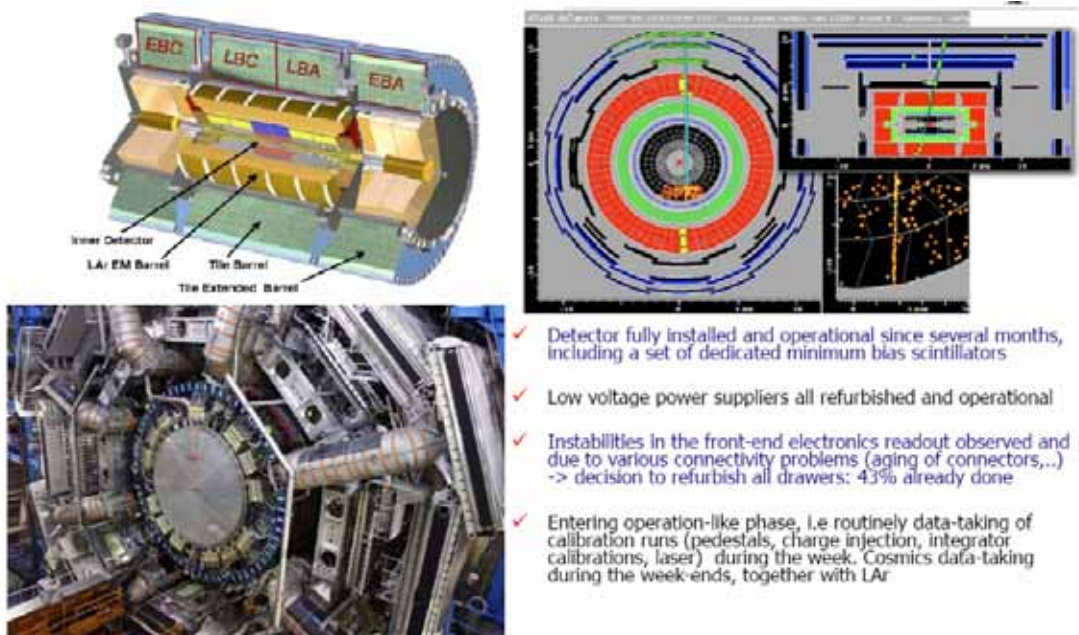 EBC
LBC
LBA
EBA
Inner Detector
LAr EM Barrel
Tile Barrel
Tile Extended Barrel
✓ Detector fully installed and operational since several months,
including a set of dedicated minimum bias scintillators
✓ Low voltage power suppliers all refurbished and operational
✓ Instabilities in the front-end electronics readout observed and
due to various connectivity problems (aging of connectors,..)
-> decision to refurbish all drawers: 43% already done
✓ Entering operation-like phase, i.e routinely data-taking of
calibration runs (pedestals, charge injection, integrator
calibrations, laser) during the week. Cosmics data-taking
during the week-ends, together with LAr